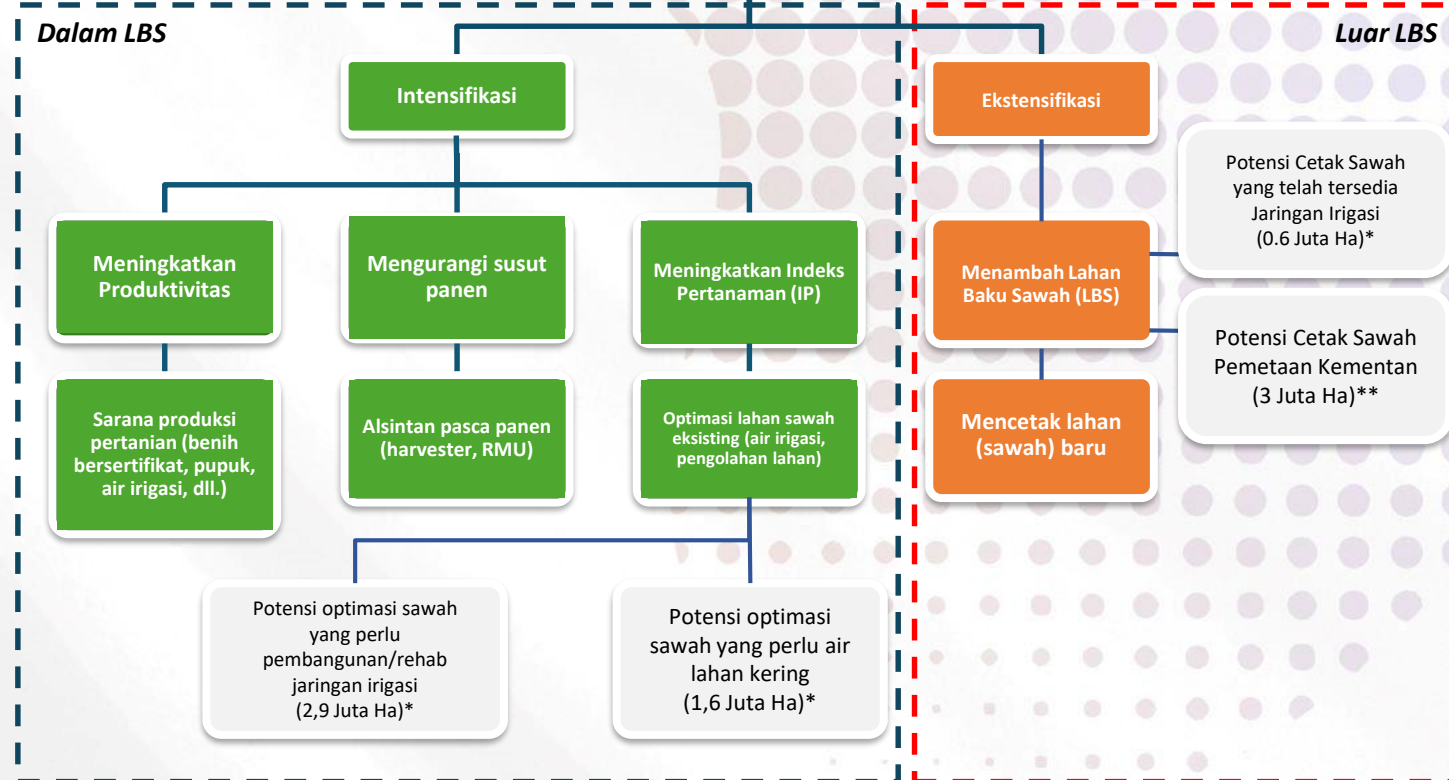 Dalam LBS
Luar LBS
Intensifikasi
Ekstensifikasi
Meningkatkan
Produktivitas
Mengurangi susut
panen
Meningkatkan Indeks
Pertanaman (IP)
Menambah Lahan
Baku Sawah (LBS)
Potensi Cetak Sawah
yang telah tersedia
Jaringan Irigasi
(0.6 Juta Ha)*
Potensi Cetak Sawah
Pemetaan Kementan
(3 Juta Ha)**
Sarana produksi
pertanian (benih
bersertifikat, pupuk,
air irigasi, dll.)
Alsintan pasca panen
(harvester, RMU)
Optimasi lahan sawah
eksisting (air irigasi,
pengolahan lahan)
Mencetak lahan
(sawah) baru
Potensi optimasi sawah
yang perlu
pembangunan/rehab
jaringan irigasi
(2,9 Juta Ha)*
Potensi optimasi
sawah yang perlu air
lahan kering
(1,6 Juta Ha)*